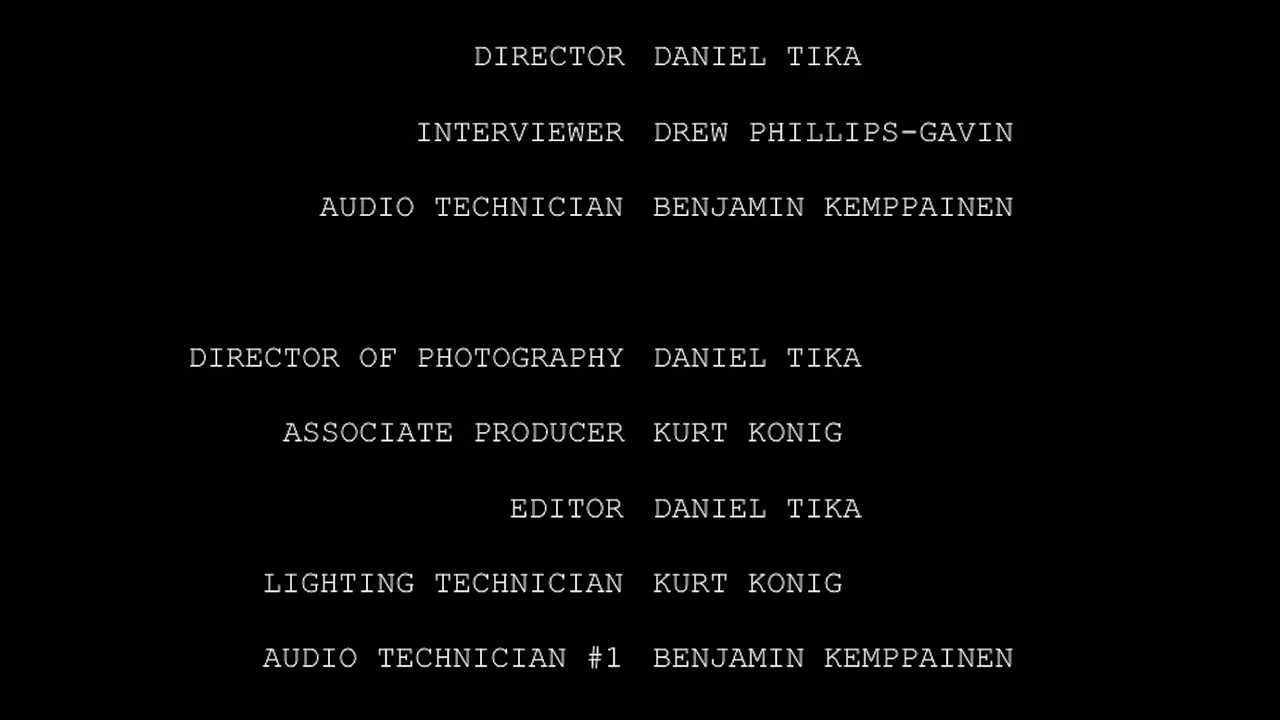 DIRECTOR DANIEL TIKA
INTERVIEWER DREW PHILLIPS-GAVIN
AUDIO TECHNICIAN BENJAMIN KEMPPAINEN
DIRECTOR OF PHOTOGRAPHY DANIEL TIKA
ASSOCIATE PRODUCER KURT KONIG
EDITOR DANIEL TIKA
LIGHTING TECHNICIAN KURT KONIG
AUDIO TECHNICIAN #1 BENJAMIN KEMPPAINEN